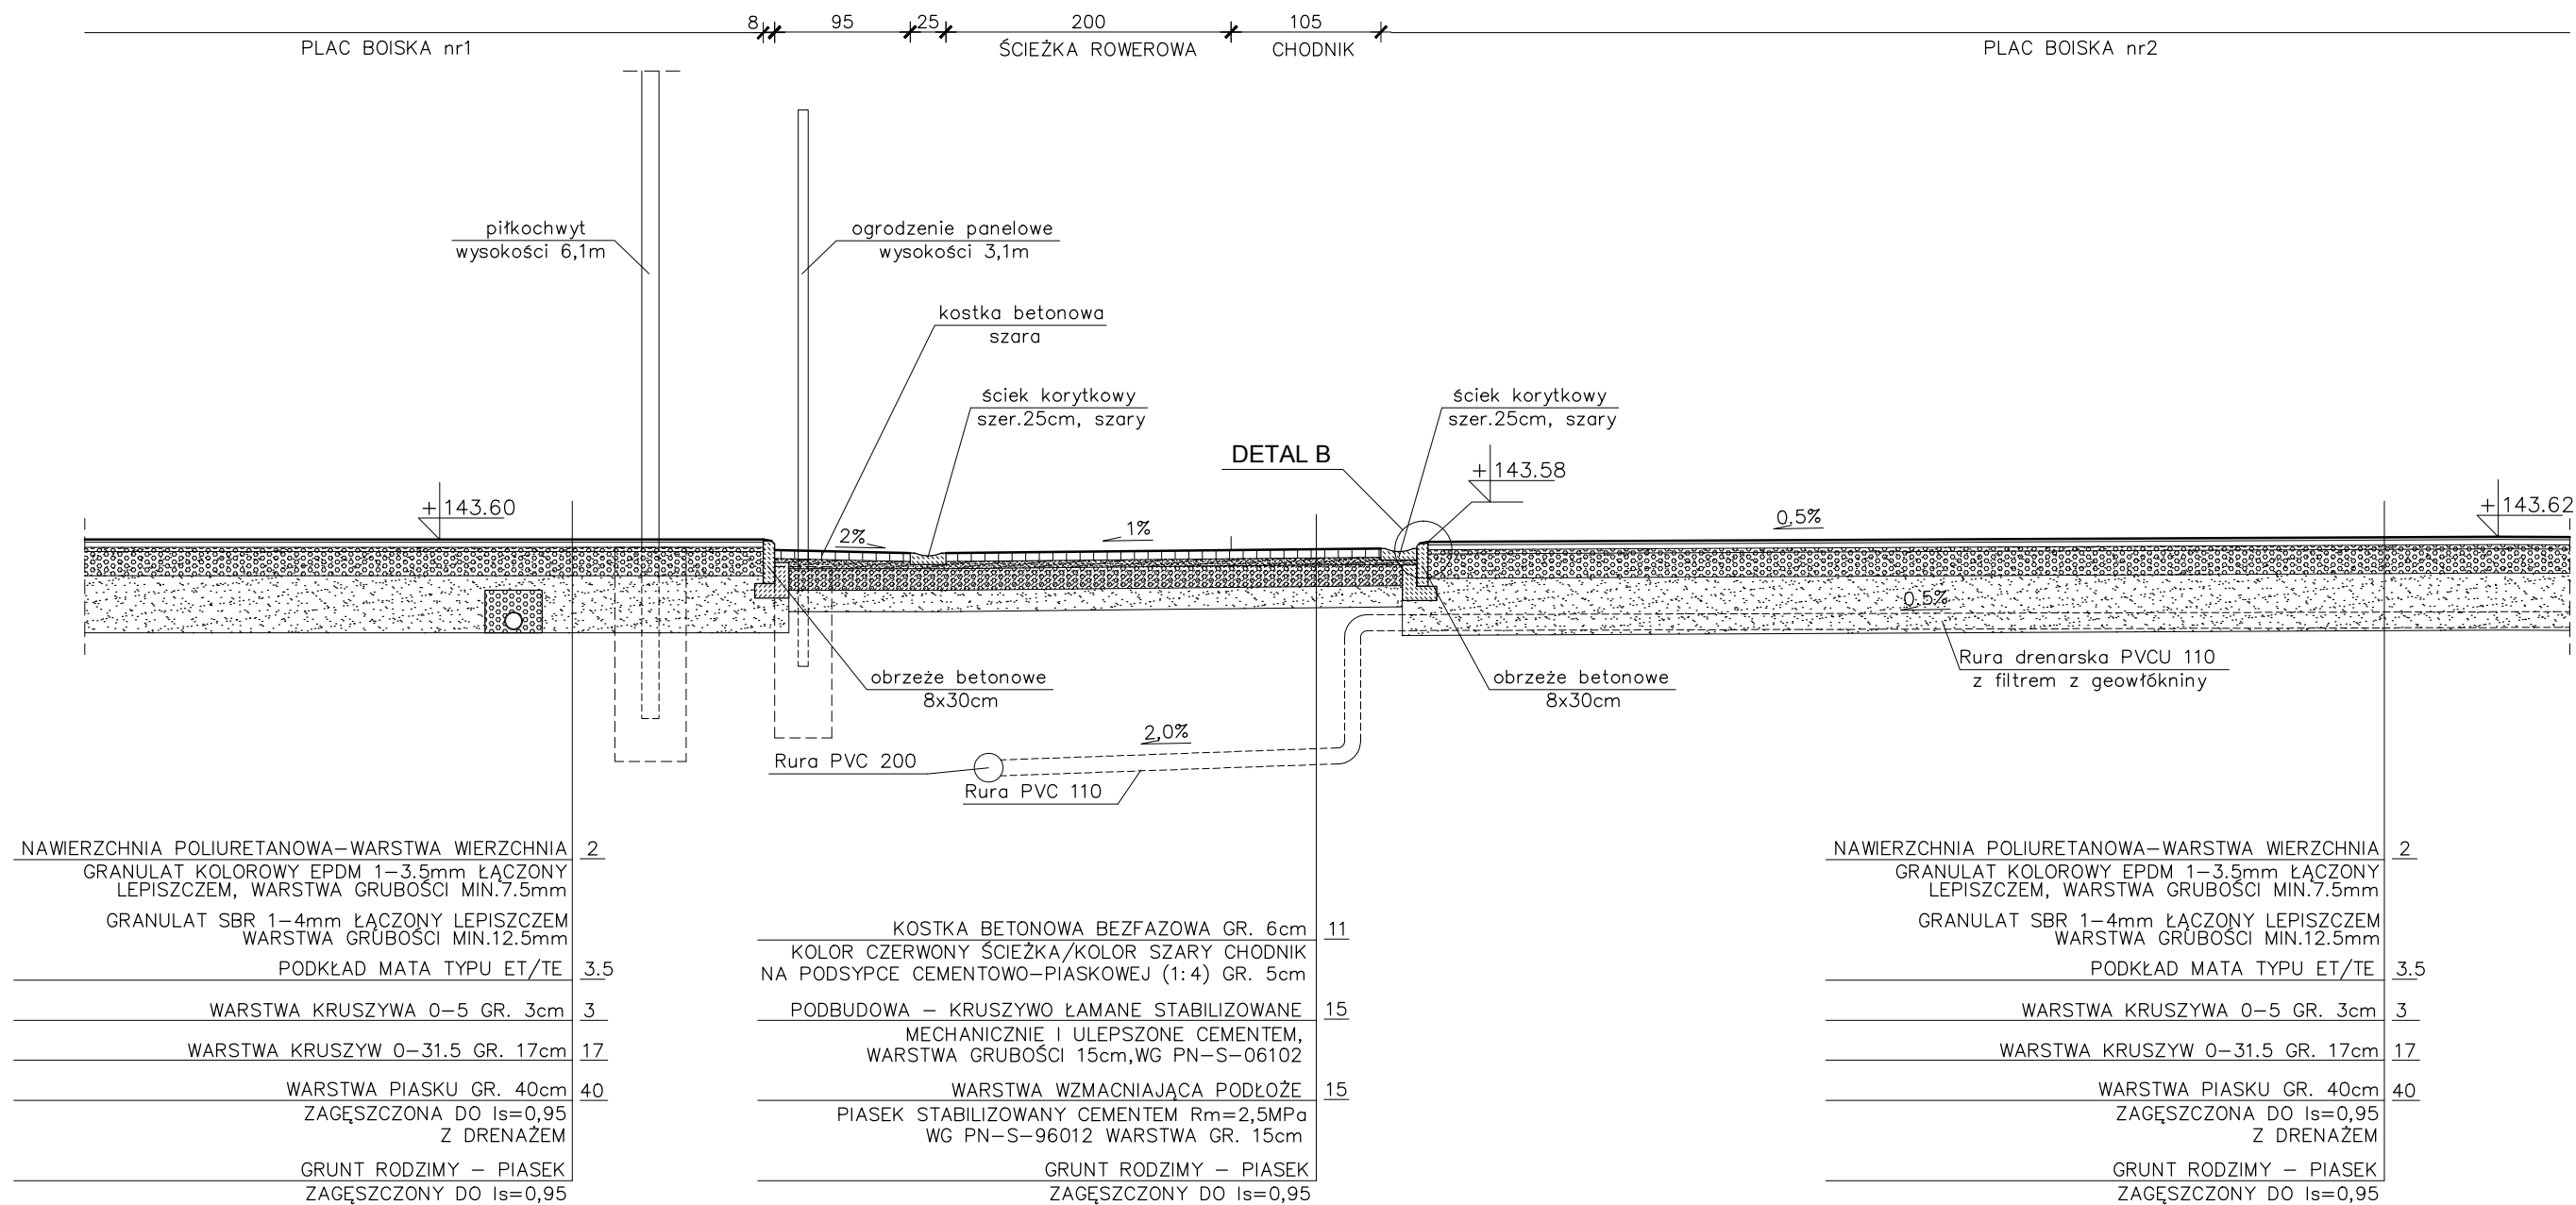 8 95 25 200 105
PLAC BOISKA nr1
ŚCIEŻKA ROWEROWA
CHODNIK
PLAC BOISKA nr2
piłkochwyt
wysokości 6,1m
ogrodzenie panelowe
wysokości 3,1m
kostka betonowa
szara
ściek korytkowy
szer.25cm, szary
ściek korytkowy
szer.25cm, szary
DETAL B
+143.58
+143.60
+143.62
2%
1%
0.5%
0.5%
obrzeże betonowe
8x30cm
obrzeże betonowe
8x30cm
Rura drenarska PVCU 110
z filtrem z geowłókniny
2,0%
Rura PVC 200
Rura PVC 110
NAWIERZCHNIA POLIURETANOWA-WARSTWA WIERZCHNIA 2
GRANULAT KOLOROWY EPDM 1-3.5mm ŁĄCZONY
LEPISZCZEM, WARSTWA GRUBOŚCI MIN.7.5mm
GRANULAT SBR 1-4mm ŁĄCZONY LEPISZCZEM
WARSTWA GRUBOŚCI MIN.12.5mm
PODKŁAD MATA TYPU ET/TE 3.5
WARSTWA KRUSZYWA 0-5 GR. 3cm 3
WARSTWA KRUSZYW 0-31.5 GR. 17cm 17
WARSTWA PIASKU GR. 40cm 40
ZAGĘSZCZONA DO Is=0,95
Z DRENAŻEM
GRUNT RODZIMY - PIASEK
ZAGĘSZCZONY DO Is=0,95
KOSTKA BETONOWA BEZFAZOWA GR. 6cm 11
KOLOR CZERWONY ŚCIEŻKA/KOLOR SZARY CHODNIK
NA PODSYPCE CEMENTOWO-PIASKOWEJ (1:4) GR. 5cm
PODBUDOWA - KRUSZYWO ŁAMANE STABILIZOWANE 15
MECHANICZNIE I ULEPSZONE CEMENTEM,
WARSTWA GRUBOŚCI 15cm,WG PN-S-06102
WARSTWA WZMACNIAJĄCA PODŁOŻE 15
PIASEK STABILIZOWANY CEMENTEM Rm=2,5MPa
WG PN-S-96012 WARSTWA GR. 15cm
GRUNT RODZIMY - PIASEK
ZAGĘSZCZONY DO Is=0,95
NAWIERZCHNIA POLIURETANOWA-WARSTWA WIERZCHNIA 2
GRANULAT KOLOROWY EPDM 1-3.5mm ŁĄCZONY
LEPISZCZEM, WARSTWA GRUBOŚCI MIN.7.5mm
GRANULAT SBR 1-4mm ŁĄCZONY LEPISZCZEM
WARSTWA GRUBOŚCI MIN.12.5mm
PODKŁAD MATA TYPU ET/TE 3.5
WARSTWA KRUSZYWA 0-5 GR. 3cm 3
WARSTWA KRUSZYW 0-31.5 GR. 17cm 17
WARSTWA PIASKU GR. 40cm 40
ZAGĘSZCZONA DO Is=0,95
Z DRENAŻEM
GRUNT RODZIMY - PIASEK
ZAGĘSZCZONY DO Is=0,95